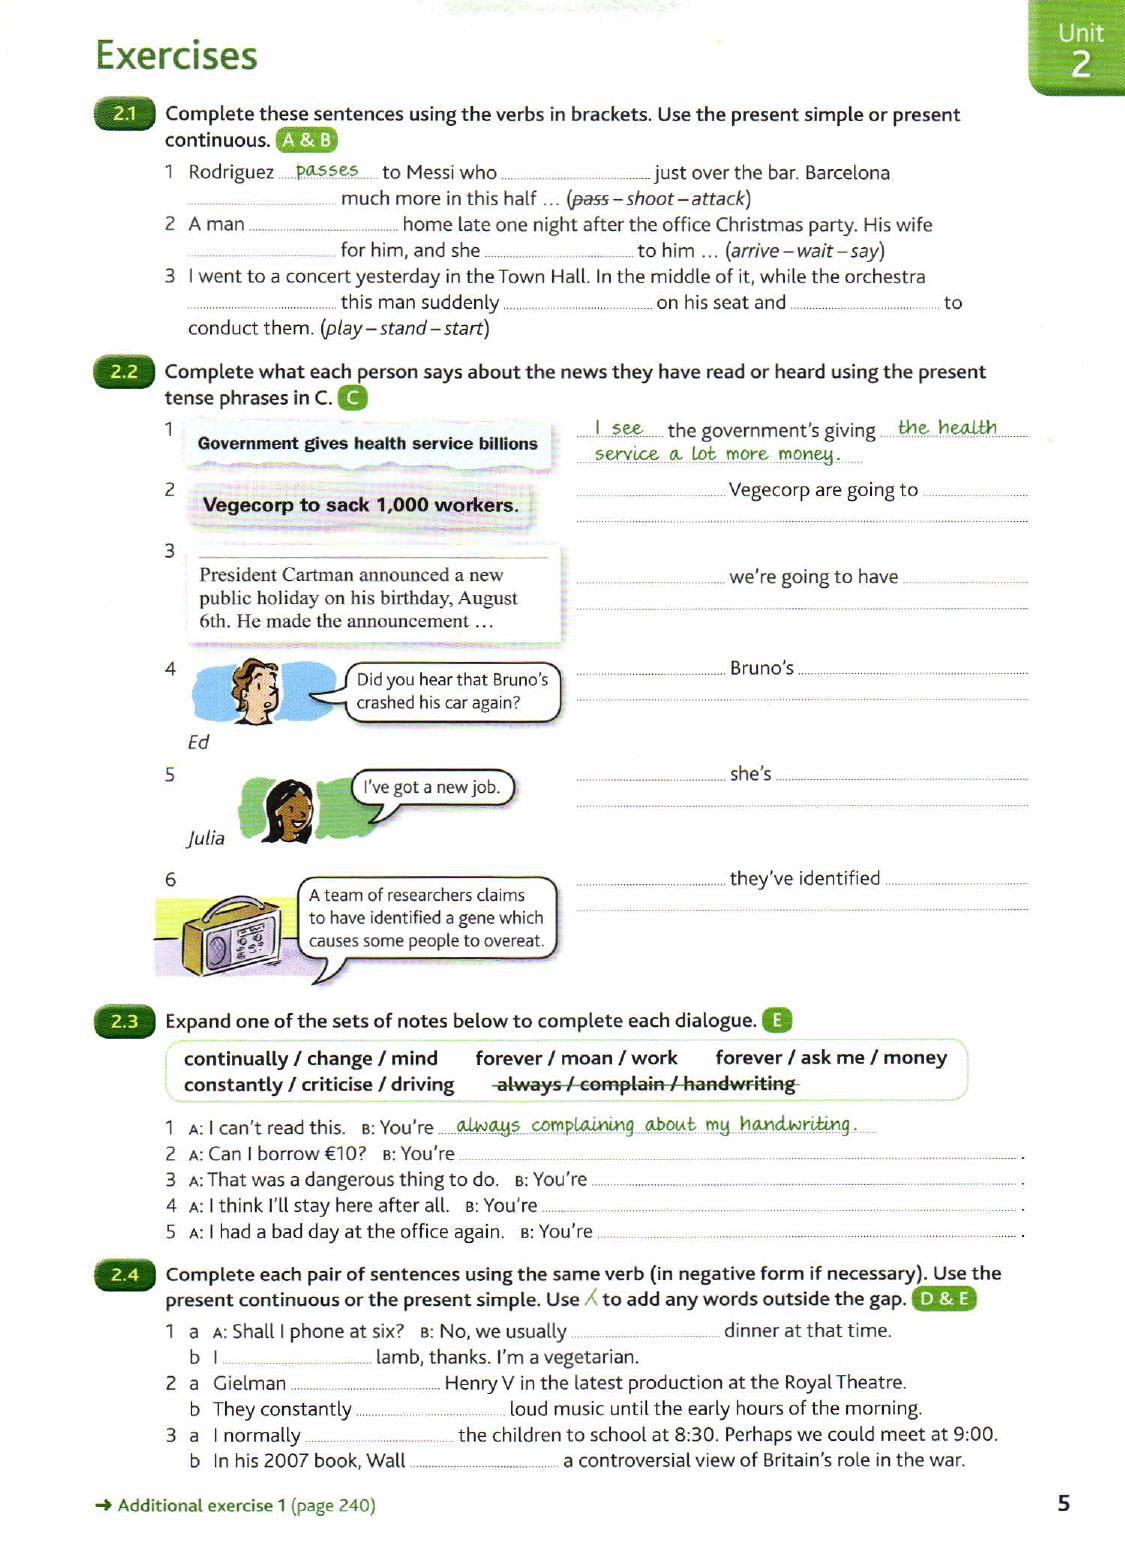 Unit
2
Exercises
2.1 Complete these sentences using the verbs in brackets. Use the present simple or present
continuous. A & B
1 Rodriguez passes to Messi who ........ just over the bar. Barcelona
........ much more in this half ... (pass – shoot – attack)
2 A man ........ home late one night after the office Christmas party. His wife
........ for him, and she ........ to him ... (arrive – wait – say)
3 I went to a concert yesterday in the Town Hall. In the middle of it, while the orchestra
........ this man suddenly ........ on his seat and ........ to
conduct them. (play – stand – start)
2.2 Complete what each person says about the news they have read or heard using the present
tense phrases in C. C
1 Government gives health service billions
I see the government's giving the health
service a lot more money.
2 Vegecorp to sack 1,000 workers.
........ Vegecorp are going to ........
3 President Cartman announced a new
public holiday on his birthday, August
6th. He made the announcement ...
........ we're going to have ........
4 Did you hear that Bruno's
crashed his car again?
Ed
........ Bruno's ........
5 I've got a new job.
Julia
........ she's ........
6 A team of researchers claims
to have identified a gene which
causes some people to overeat.
........ they've identified ........
2.3 Expand one of the sets of notes below to complete each dialogue. E
continually / change / mind forever / moan / work forever / ask me / money
constantly / criticise / driving always / complain / handwriting
1 A: I can't read this. B: You're always complaining about my handwriting.
2 A: Can I borrow €10? B: You're ........ .
3 A: That was a dangerous thing to do. B: You're ........ .
4 A: I think I'll stay here after all. B: You're ........ .
5 A: I had a bad day at the office again. B: You're ........ .
2.4 Complete each pair of sentences using the same verb (in negative form if necessary). Use the
present continuous or the present simple. Use ⁁ to add any words outside the gap. D & E
1 a A: Shall I phone at six? B: No, we usually ........ dinner at that time.
b I ........ lamb, thanks. I'm a vegetarian.
2 a Gielman ........ Henry V in the latest production at the Royal Theatre.
b They constantly ........ loud music until the early hours of the morning.
3 a I normally ........ the children to school at 8:30. Perhaps we could meet at 9:00.
b In his 2007 book, Wall ........ a controversial view of Britain's role in the war.
➜ Additional exercise 1 (page 240)
5